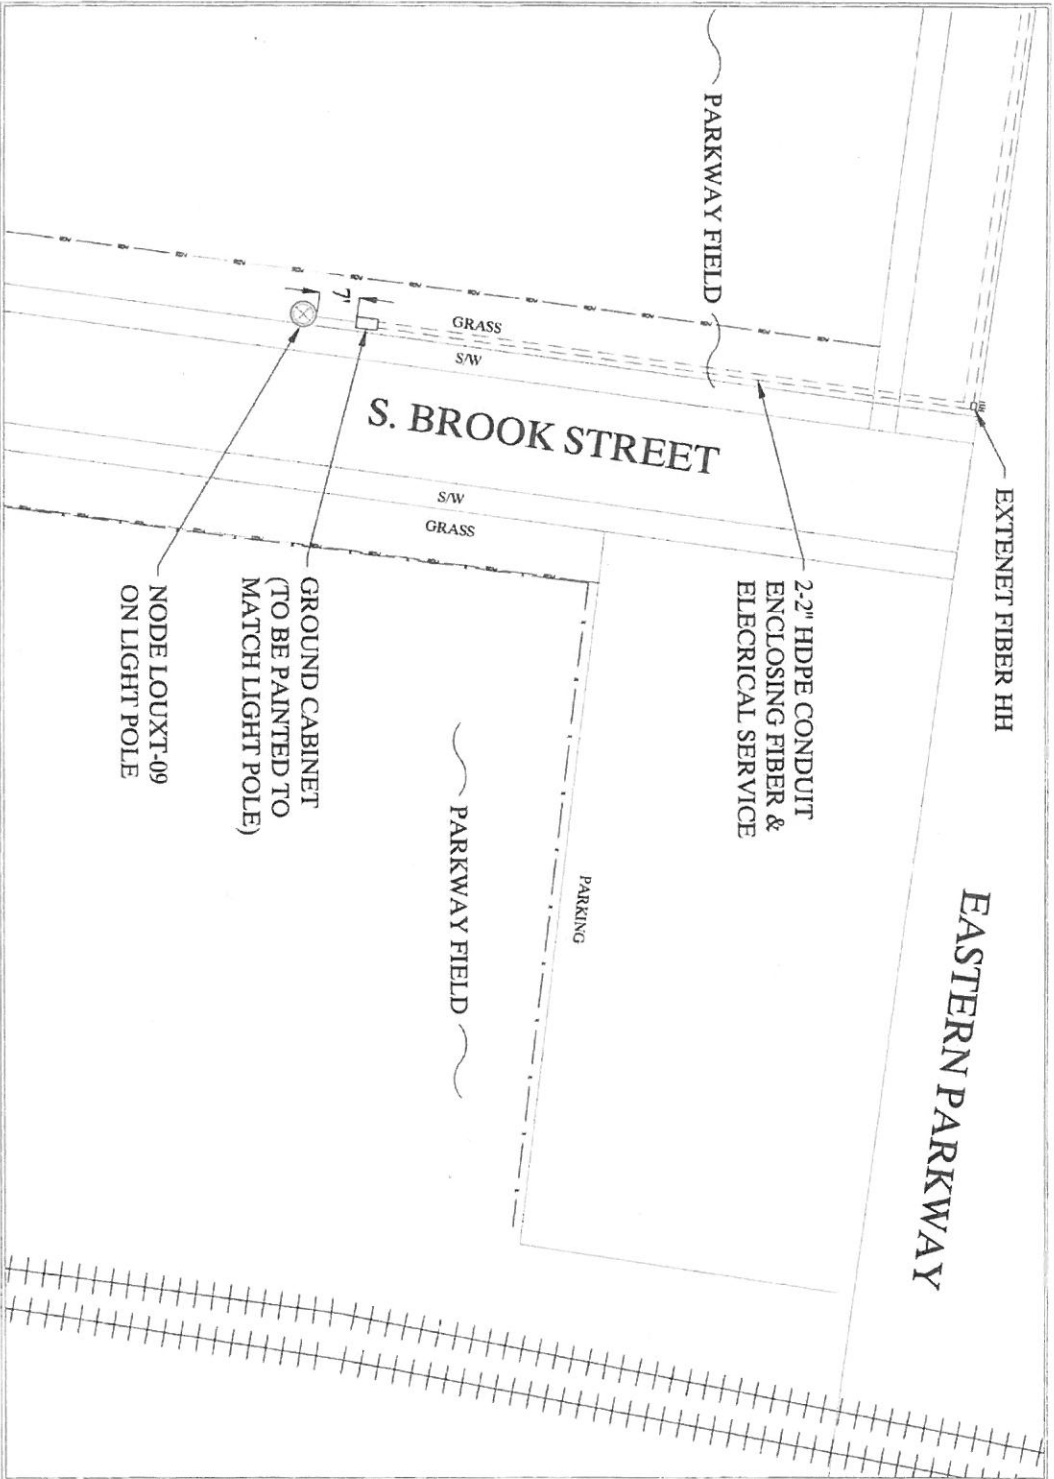 EASTERN PARKWAY
EXTENET FIBER HH
2-2" HDPE CONDUIT
ENCLOSING FIBER &
ELECRICAL SERVICE
PARKWAY FIELD
GRASS
S/W
S. BROOK STREET
S/W
GRASS
PARKING
PARKWAY FIELD
7'
GROUND CABINET
(TO BE PAINTED TO
MATCH LIGHT POLE)
NODE LOUXT-09
ON LIGHT POLE